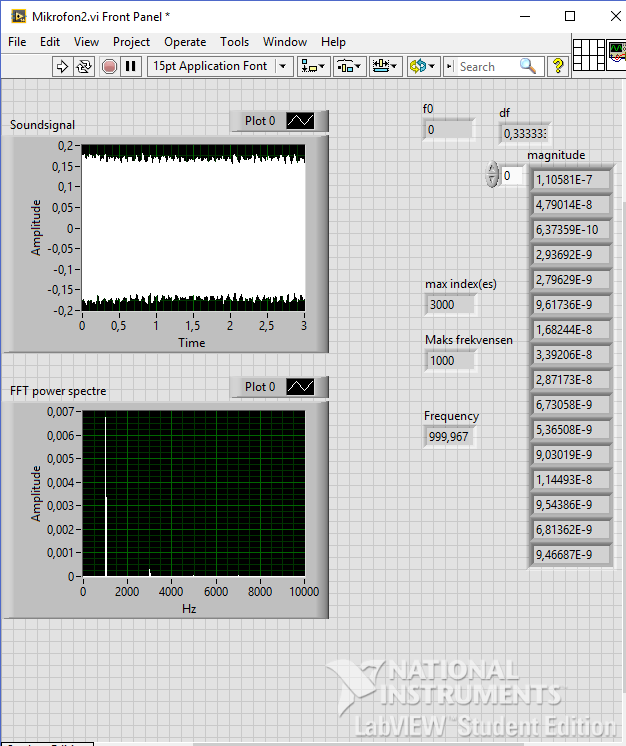 Mikrofon2.vi Front Panel *
File Edit View Project Operate Tools Window Help
15pt Application Font
Search
Soundsignal
Plot 0
0,2
0,15
0,1
0,05
0
-0,05
-0,1
-0,15
-0,2
Amplitude
0 0,5 1 1,5 2 2,5 3
Time
FFT power spectre
Plot 0
0,007
0,006
0,005
0,004
0,003
0,002
0,001
0
Amplitude
0 2000 4000 6000 8000 10000
Hz
f0
0
df
0,333333
magnitude
0
1,10581E-7
4,79014E-8
6,37359E-10
2,93692E-9
2,79629E-9
9,61736E-9
1,68244E-8
3,39206E-8
2,87173E-8
6,73058E-9
5,36508E-9
9,03019E-9
1,14493E-8
9,54386E-9
6,81362E-9
9,46687E-9
max index(es)
3000
Maks frekvensen
1000
Frequency
999,967
NATIONAL
INSTRUMENTS
LabVIEW™ Student Edition